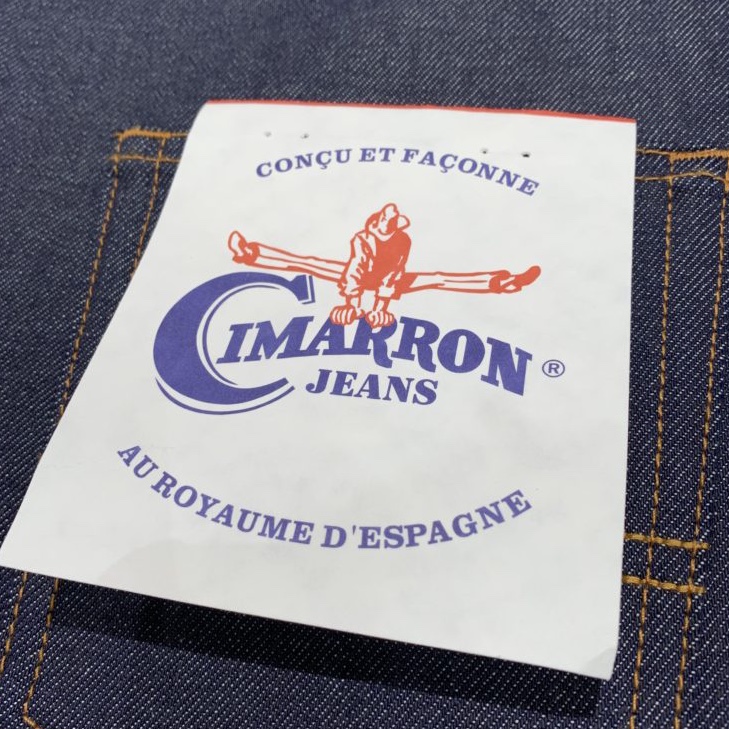 CONÇU ET FAÇONNE
CIMARRON ®
JEANS
AU ROYAUME D'ESPAGNE